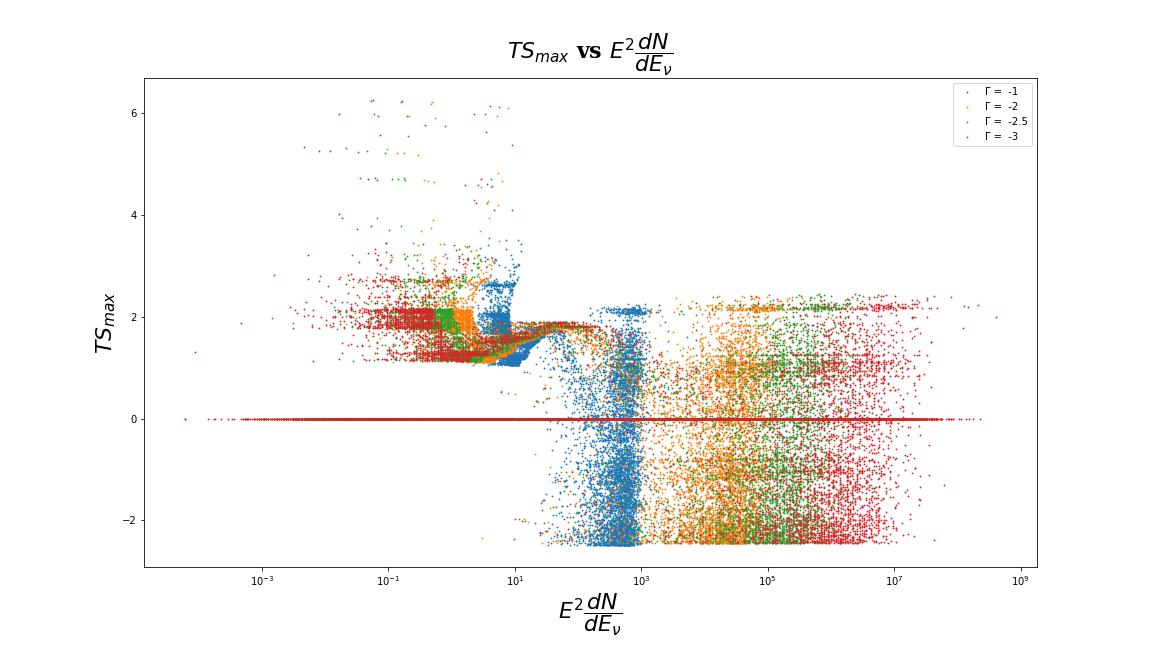 TS_max vs E^2 dN/dE_ν
Γ = -1
Γ = -2
Γ = -2.5
Γ = -3
6
4
2
0
−2
TS_max
10^-3 10^-1 10^1 10^3 10^5 10^7 10^9
E^2 dN/dE_ν